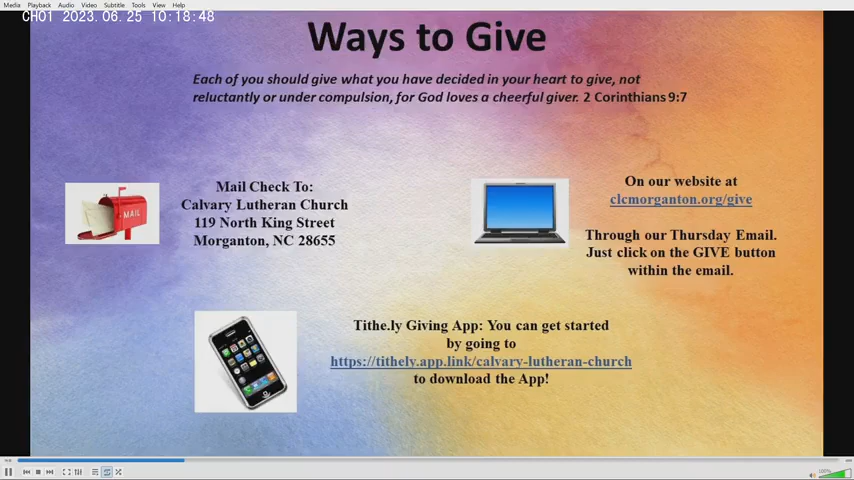 Media Playback Audio Video Subtitle Tools View Help
CH01 2023.06.25 10:18:48
Ways to Give
Each of you should give what you have decided in your heart to give, not
reluctantly or under compulsion, for God loves a cheerful giver. 2 Corinthians 9:7
MAIL
Mail Check To:
Calvary Lutheran Church
119 North King Street
Morganton, NC 28655
On our website at
clcmorganton.org/give
Through our Thursday Email.
Just click on the GIVE button
within the email.
Tithe.ly Giving App: You can get started
by going to
https://tithely.app.link/calvary-lutheran-church
to download the App!
100%